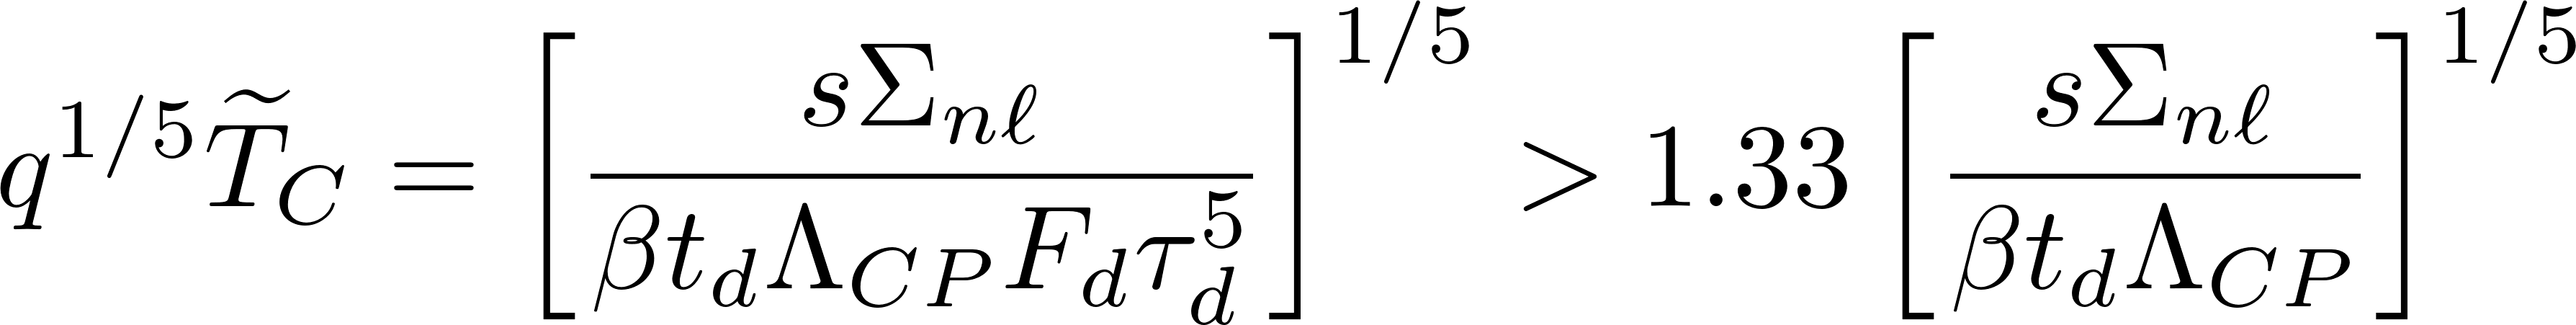 q^{1/5} \widetilde{T}_C = \left[ \frac{s\Sigma_{n\ell}}{\beta t_d \Lambda_{CP} F_d \tau_d^5} \right]^{1/5} > 1.33 \left[ \frac{s\Sigma_{n\ell}}{\beta t_d \Lambda_{CP}} \right]^{1/5}